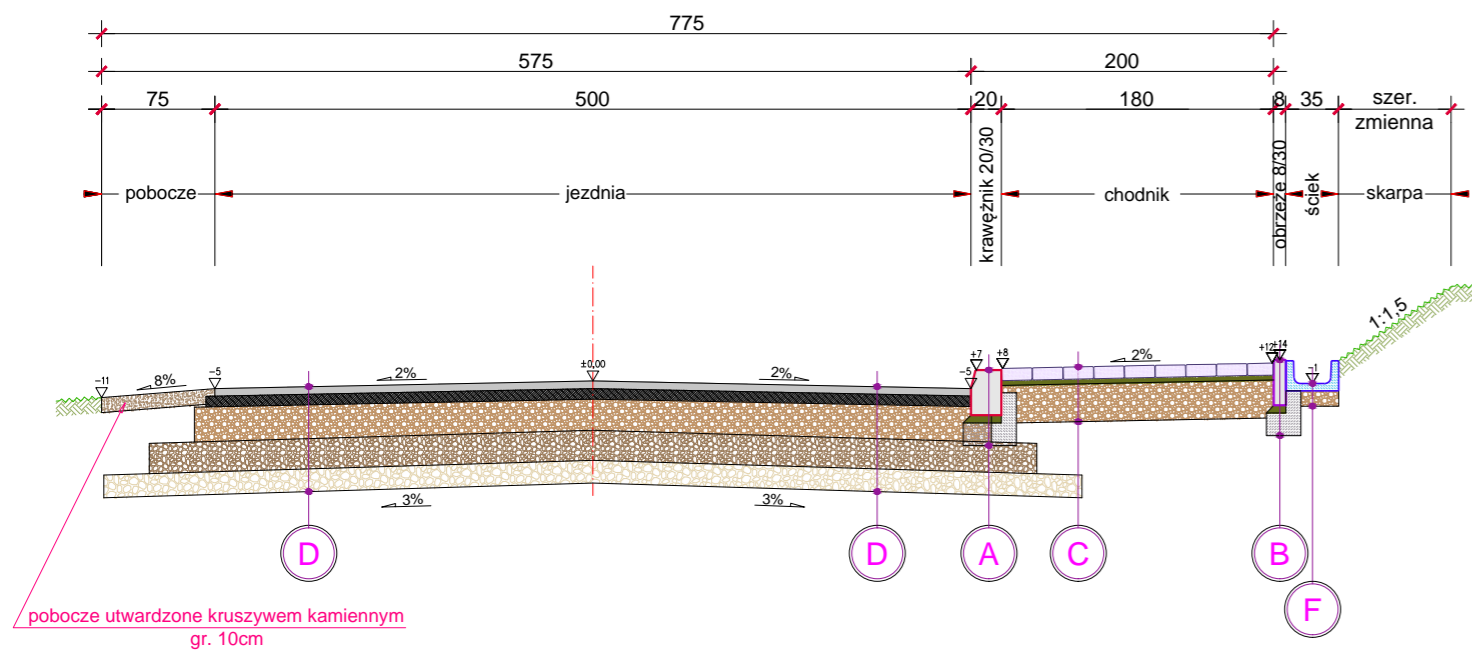 775
575
200
75
500
20
180
8
35
szer.
zmienna
pobocze
jezdnia
krawężnik 20/30
chodnik
obrzeże 8/30
ściek
skarpa
1:1,5
-11
8%
-5
2%
±0,00
2%
-5
+7
+8
2%
+12
+14
-1
3%
3%
D
D
A
C
B
F
pobocze utwardzone kruszywem kamiennym
gr. 10cm